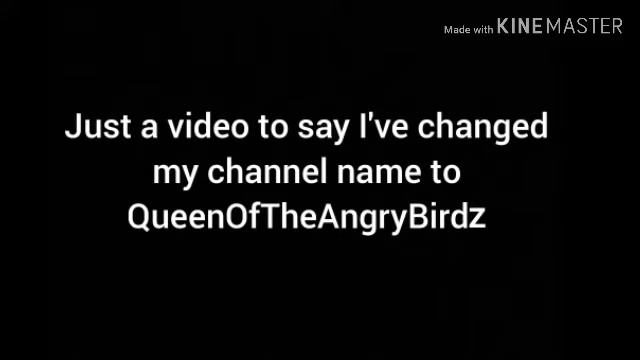 Made with KINEMASTER
Just a video to say I've changed
my channel name to
QueenOfTheAngryBirdz